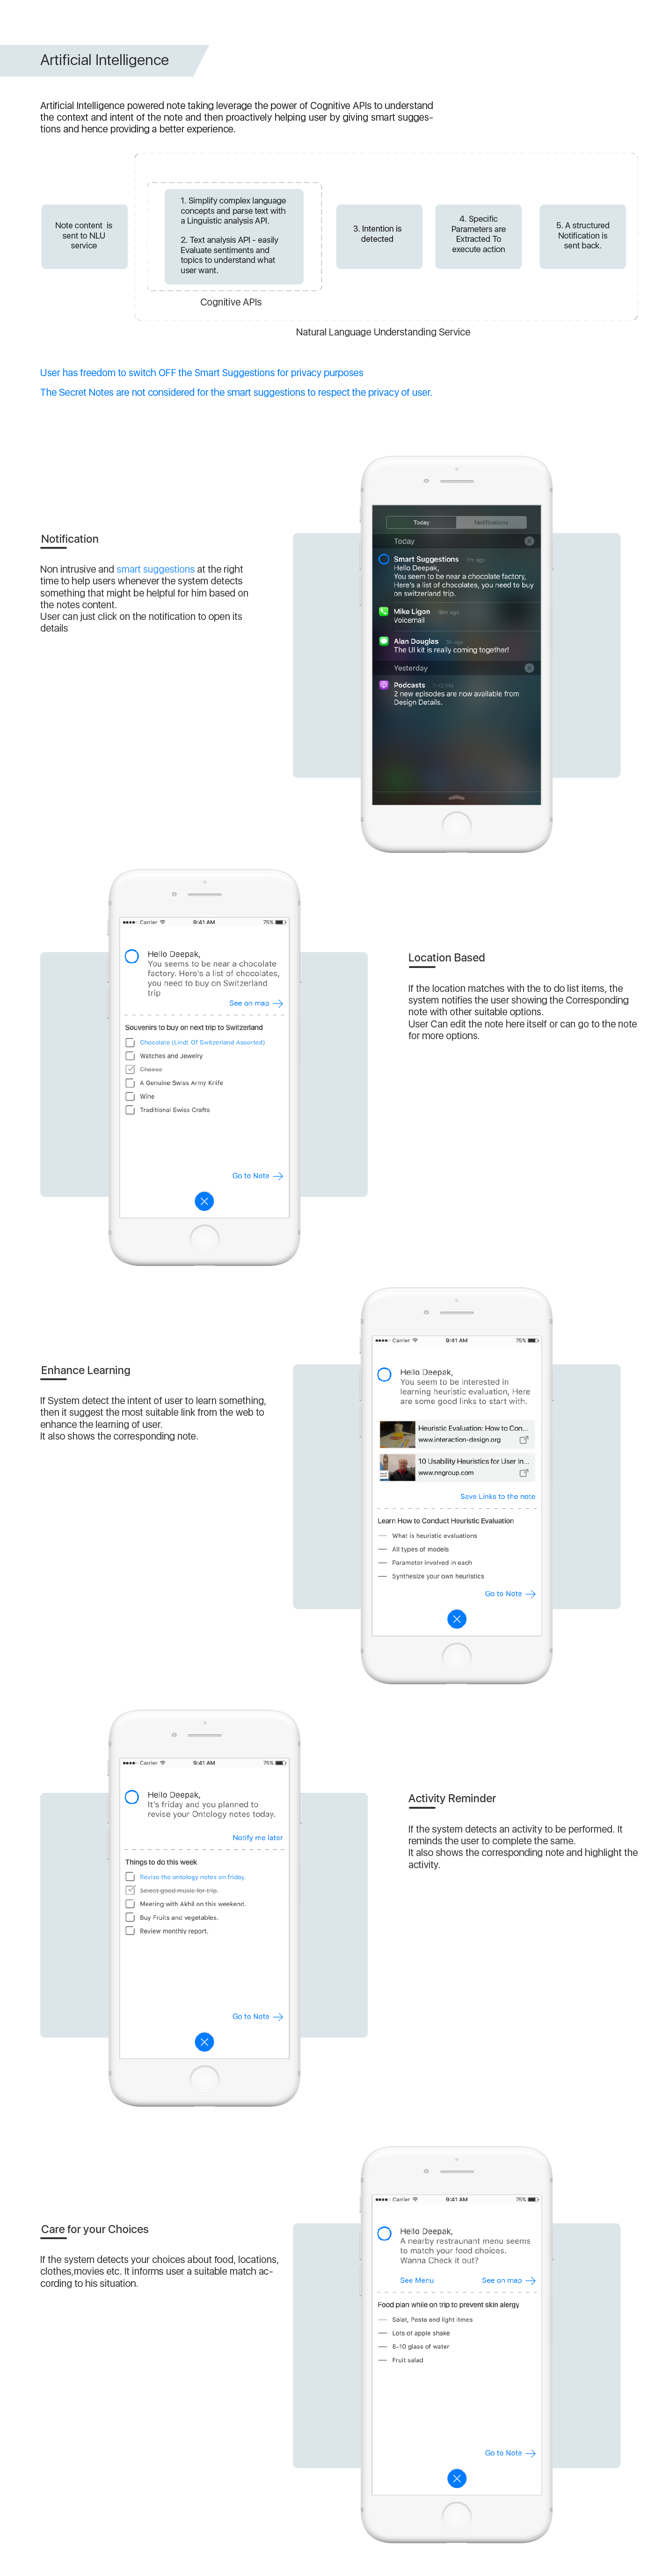 Artificial Intelligence
Artificial Intelligence powered note taking leverage the power of Cognitive APIs to understand
the context and intent of the note and then proactively helping user by giving smart sugges-
tions and hence providing a better experience.
Note content is
sent to NLU
service
1. Simplify complex language
concepts and parse text with
a Linguistic analysis API.
2. Text analysis API - easily
Evaluate sentiments and
topics to understand what
user want.
Cognitive APIs
3. Intention is
detected
4. Specific
Parameters are
Extracted To
execute action
5. A structured
Notification is
sent back.
Natural Language Understanding Service
User has freedom to switch OFF the Smart Suggestions for privacy purposes
The Secret Notes are not considered for the smart suggestions to respect the privacy of user.
Notification
Non intrusive and smart suggestions at the right
time to help users whenever the system detects
something that might be helpful for him based on
the notes content.
User can just click on the notification to open its
details
Today
Notifications
Today
Smart Suggestions
Hello Deepak,
You seem to be near a chocolate factory,
Here's a list of chocolates, you need to buy
on switzerland trip.
Mike Ligon
Voicemail
Alan Douglas
The UI kit is really coming together!
Yesterday
Podcasts
2 new episodes are now available from
Design Details.
Carrier 9:41 AM 75%
Hello Deepak,
You seems to be near a chocolate
factory. Here's a list of chocolates,
you need to buy on Switzerland
trip
See on map
Souvenirs to buy on next trip to Switzerland
Chocolate (Lindt Of Switzerland Assorted)
Watches and Jewelry
Cheese
A Genuine Swiss Army Knife
Wine
Traditional Swiss Crafts
Go to Note
Location Based
If the location matches with the to do list items, the
system notifies the user showing the Corresponding
note with other suitable options.
User Can edit the note here itself or can go to the note
for more options.
Enhance Learning
If System detect the intent of user to learn something,
then it suggest the most suitable link from the web to
enhance the learning of user.
It also shows the corresponding note.
Carrier 9:41 AM 75%
Hello Deepak,
You seem to be interested in
learning heuristic evaluation, Here
are some good links to start with.
Heuristic Evaluation: How to Con...
www.interaction-design.org
10 Usability Heuristics for User In...
www.nngroup.com
Save Links to the note
Learn How to Conduct Heuristic Evaluation
What is heuristic evaluations
All types of models
Parameter involved in each
Synthesize your own heuristics
Go to Note
Carrier 9:41 AM 75%
Hello Deepak,
It's friday and you planned to
revise your Ontology notes today.
Notify me later
Things to do this week
Revise the ontology notes on friday.
Select good music for trip.
Meeting with Akhil on this weekend.
Buy Fruits and vegetables.
Review monthly report.
Go to Note
Activity Reminder
If the system detects an activity to be performed. It
reminds the user to complete the same.
It also shows the corresponding note and highlight the
activity.
Care for your Choices
If the system detects your choices about food, locations,
clothes,movies etc. It informs user a suitable match ac-
cording to his situation.
Carrier 9:41 AM 75%
Hello Deepak,
A nearby restraunant menu seems
to match your food choices.
Wanna Check it out?
See Menu
See on map
Food plan while on trip to prevent skin alergy
Salat, Pasta and light itmes
Lots of apple shake
8-10 glass of water
Fruit salad
Go to Note